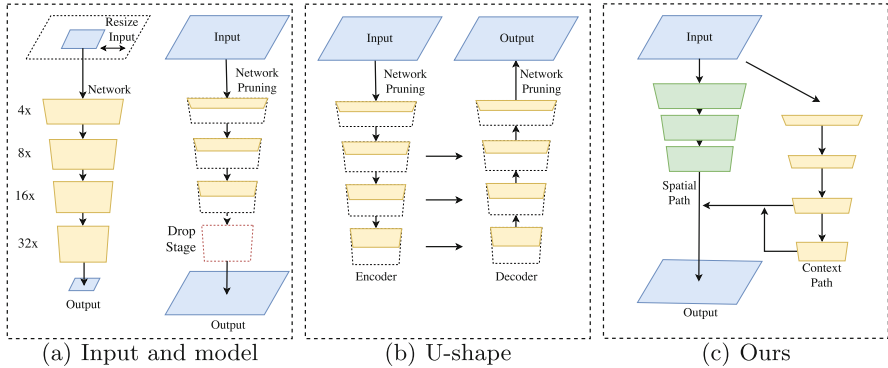 Resize
Input
Network
4x
8x
16x
32x
Output
Input
Network
Pruning
Drop
Stage
Output
(a) Input and model
Input
Network
Pruning
Encoder
Output
Network
Pruning
Decoder
(b) U-shape
Input
Spatial
Path
Context
Path
Output
(c) Ours